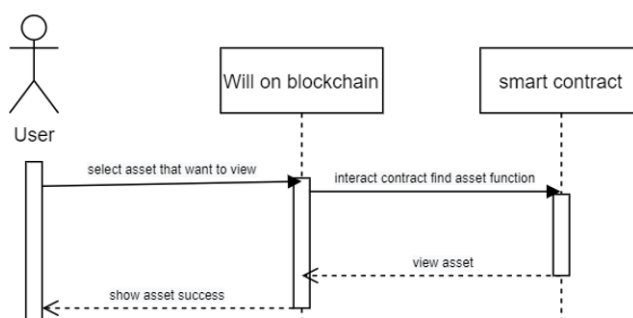 Will on blockchain
smart contract
User
select asset that want to view
interact contract find asset function
view asset
show asset success